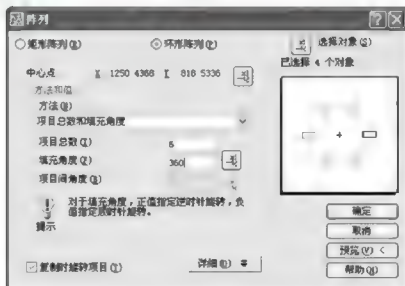 阵列
矩形阵列(R) 环形阵列(P) 选择对象(S)
已选择 4 个对象
中心点 X 1250 4368 Y 818 5336
方法和值
方法(M)
项目总数和填充角度
项目总数(I) 6
填充角度(F) 360
项目间角度(B)
对于填充角度，正值指定逆时针旋转，负
值指定顺时针旋转。
提示
复制时旋转项目(T) 详细(O)
确定
取消
预览(V) <
帮助(H)